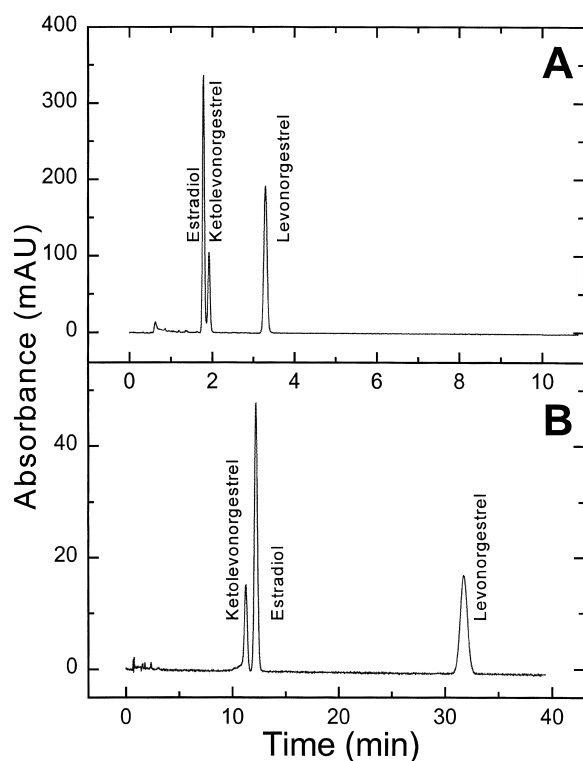 400
300
200
100
0
A
Estradiol
Ketolevonorgestrel
Levonorgestrel
0 2 4 6 8 10
Absorbance (mAU)
40
20
0
B
Ketolevonorgestrel
Estradiol
Levonorgestrel
0 10 20 30 40
Time (min)